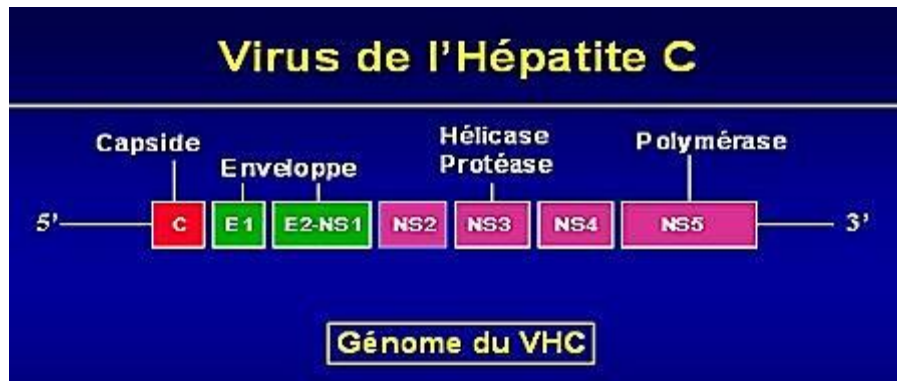 Virus de l'Hépatite C
Capside
Enveloppe
Hélicase
Protéase
Polymérase
5' C E1 E2-NS1 NS2 NS3 NS4 NS5 3'
Génome du VHC